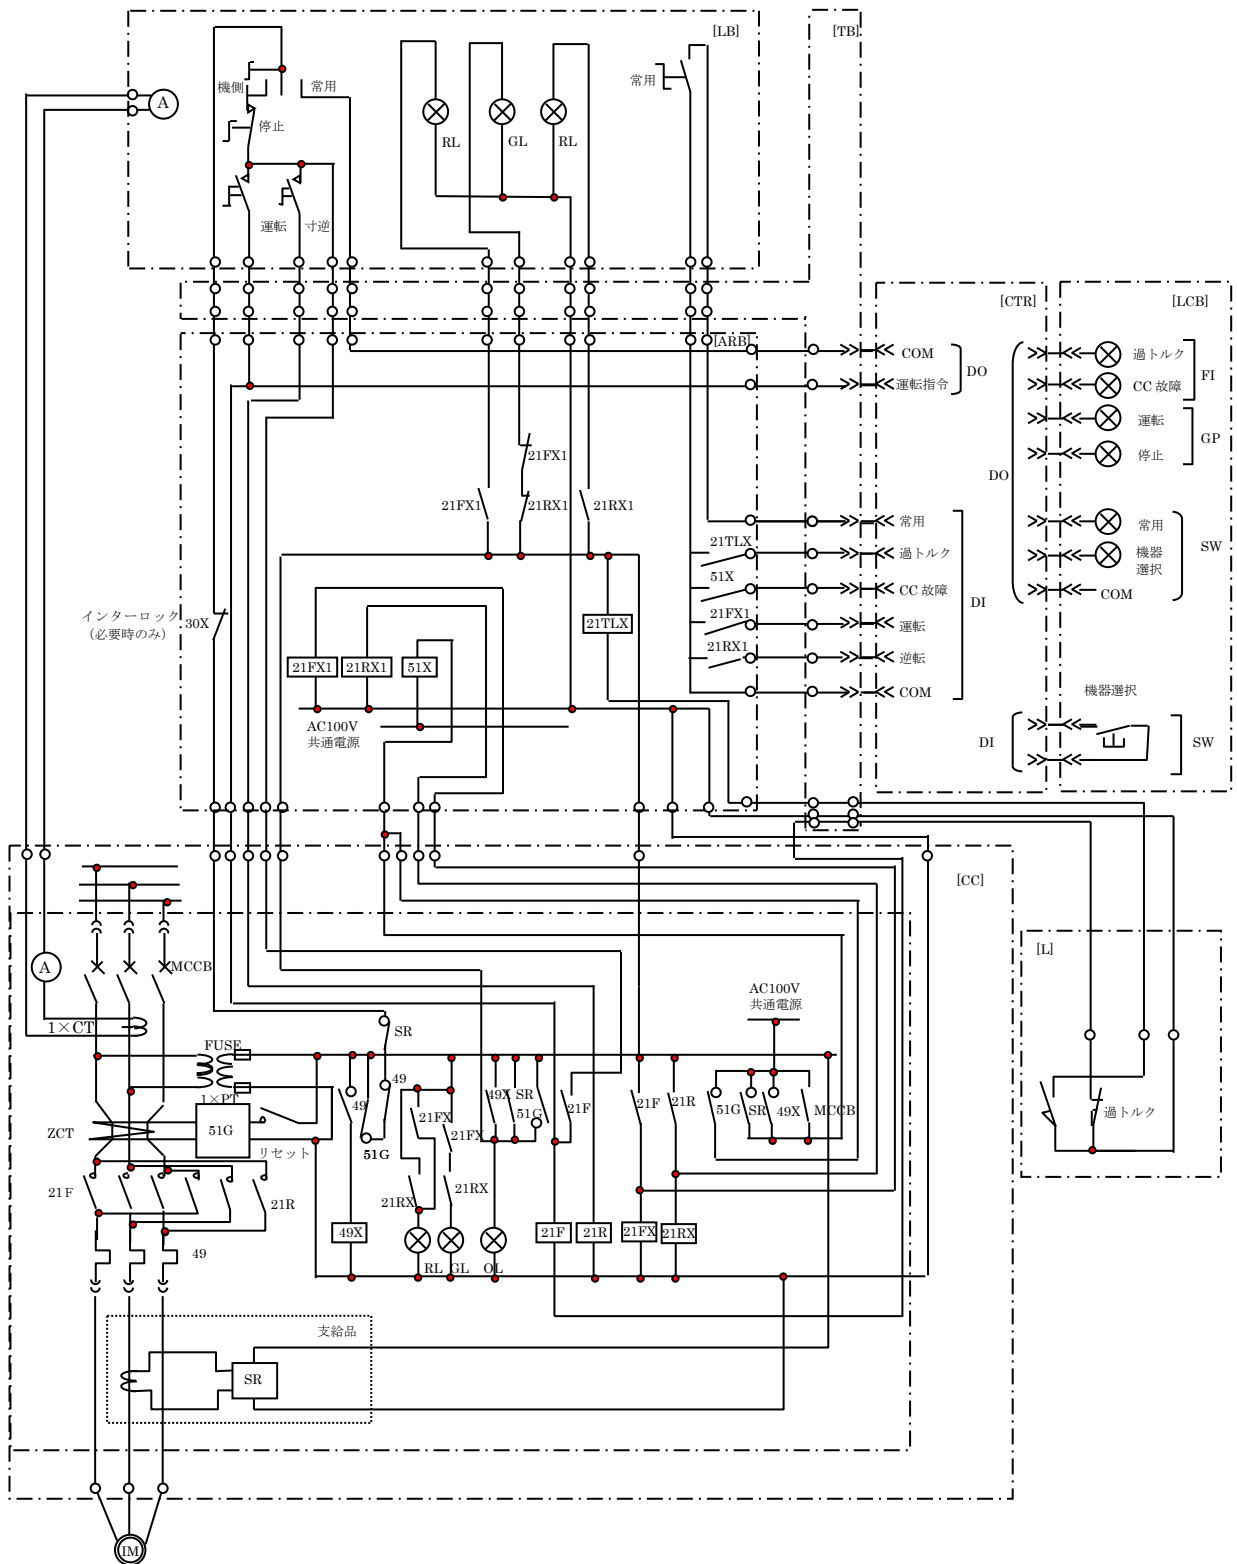 [LB]
[TB]
機側
常用
常用
A
停止
RL
GL
RL
運転
寸逆
[CTR]
[LCB]
[ARB]
COM
DO
運転指令
過トルク
CC 故障
FI
運転
停止
GP
DO
21FX1
21FX1
21RX1
21RX1
常用
過トルク
CC 故障
運転
逆転
COM
DI
21TLX
51X
21FX1
21RX1
常用
機器
選択
COM
SW
インターロック
(必要時のみ)
30X
21TLX
21FX1
21RX1
51X
AC100V
共通電源
機器選択
DI
SW
[CC]
[L]
A
MCCB
1×CT
AC100V
共通電源
SR
FUSE
1×PT
ZCT
51G
リセット
49
49
51G
21FX
21FX
49X
SR
51G
21F
21F
21R
51G
SR
49X
MCCB
過トルク
21F
21R
21RX
21RX
49X
21F
21R
21FX
21RX
49
RL
GL
OL
支給品
SR
IM